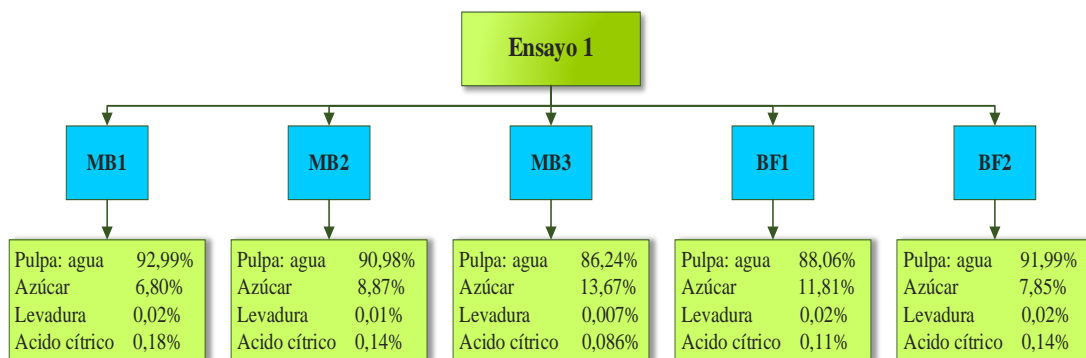 Ensayo 1
MB1
MB2
MB3
BF1
BF2
Pulpa: agua 92,99%
Azúcar 6,80%
Levadura 0,02%
Acido cítrico 0,18%
Pulpa: agua 90,98%
Azúcar 8,87%
Levadura 0,01%
Acido cítrico 0,14%
Pulpa: agua 86,24%
Azúcar 13,67%
Levadura 0,007%
Acido cítrico 0,086%
Pulpa: agua 88,06%
Azúcar 11,81%
Levadura 0,02%
Acido cítrico 0,11%
Pulpa: agua 91,99%
Azúcar 7,85%
Levadura 0,02%
Acido cítrico 0,14%